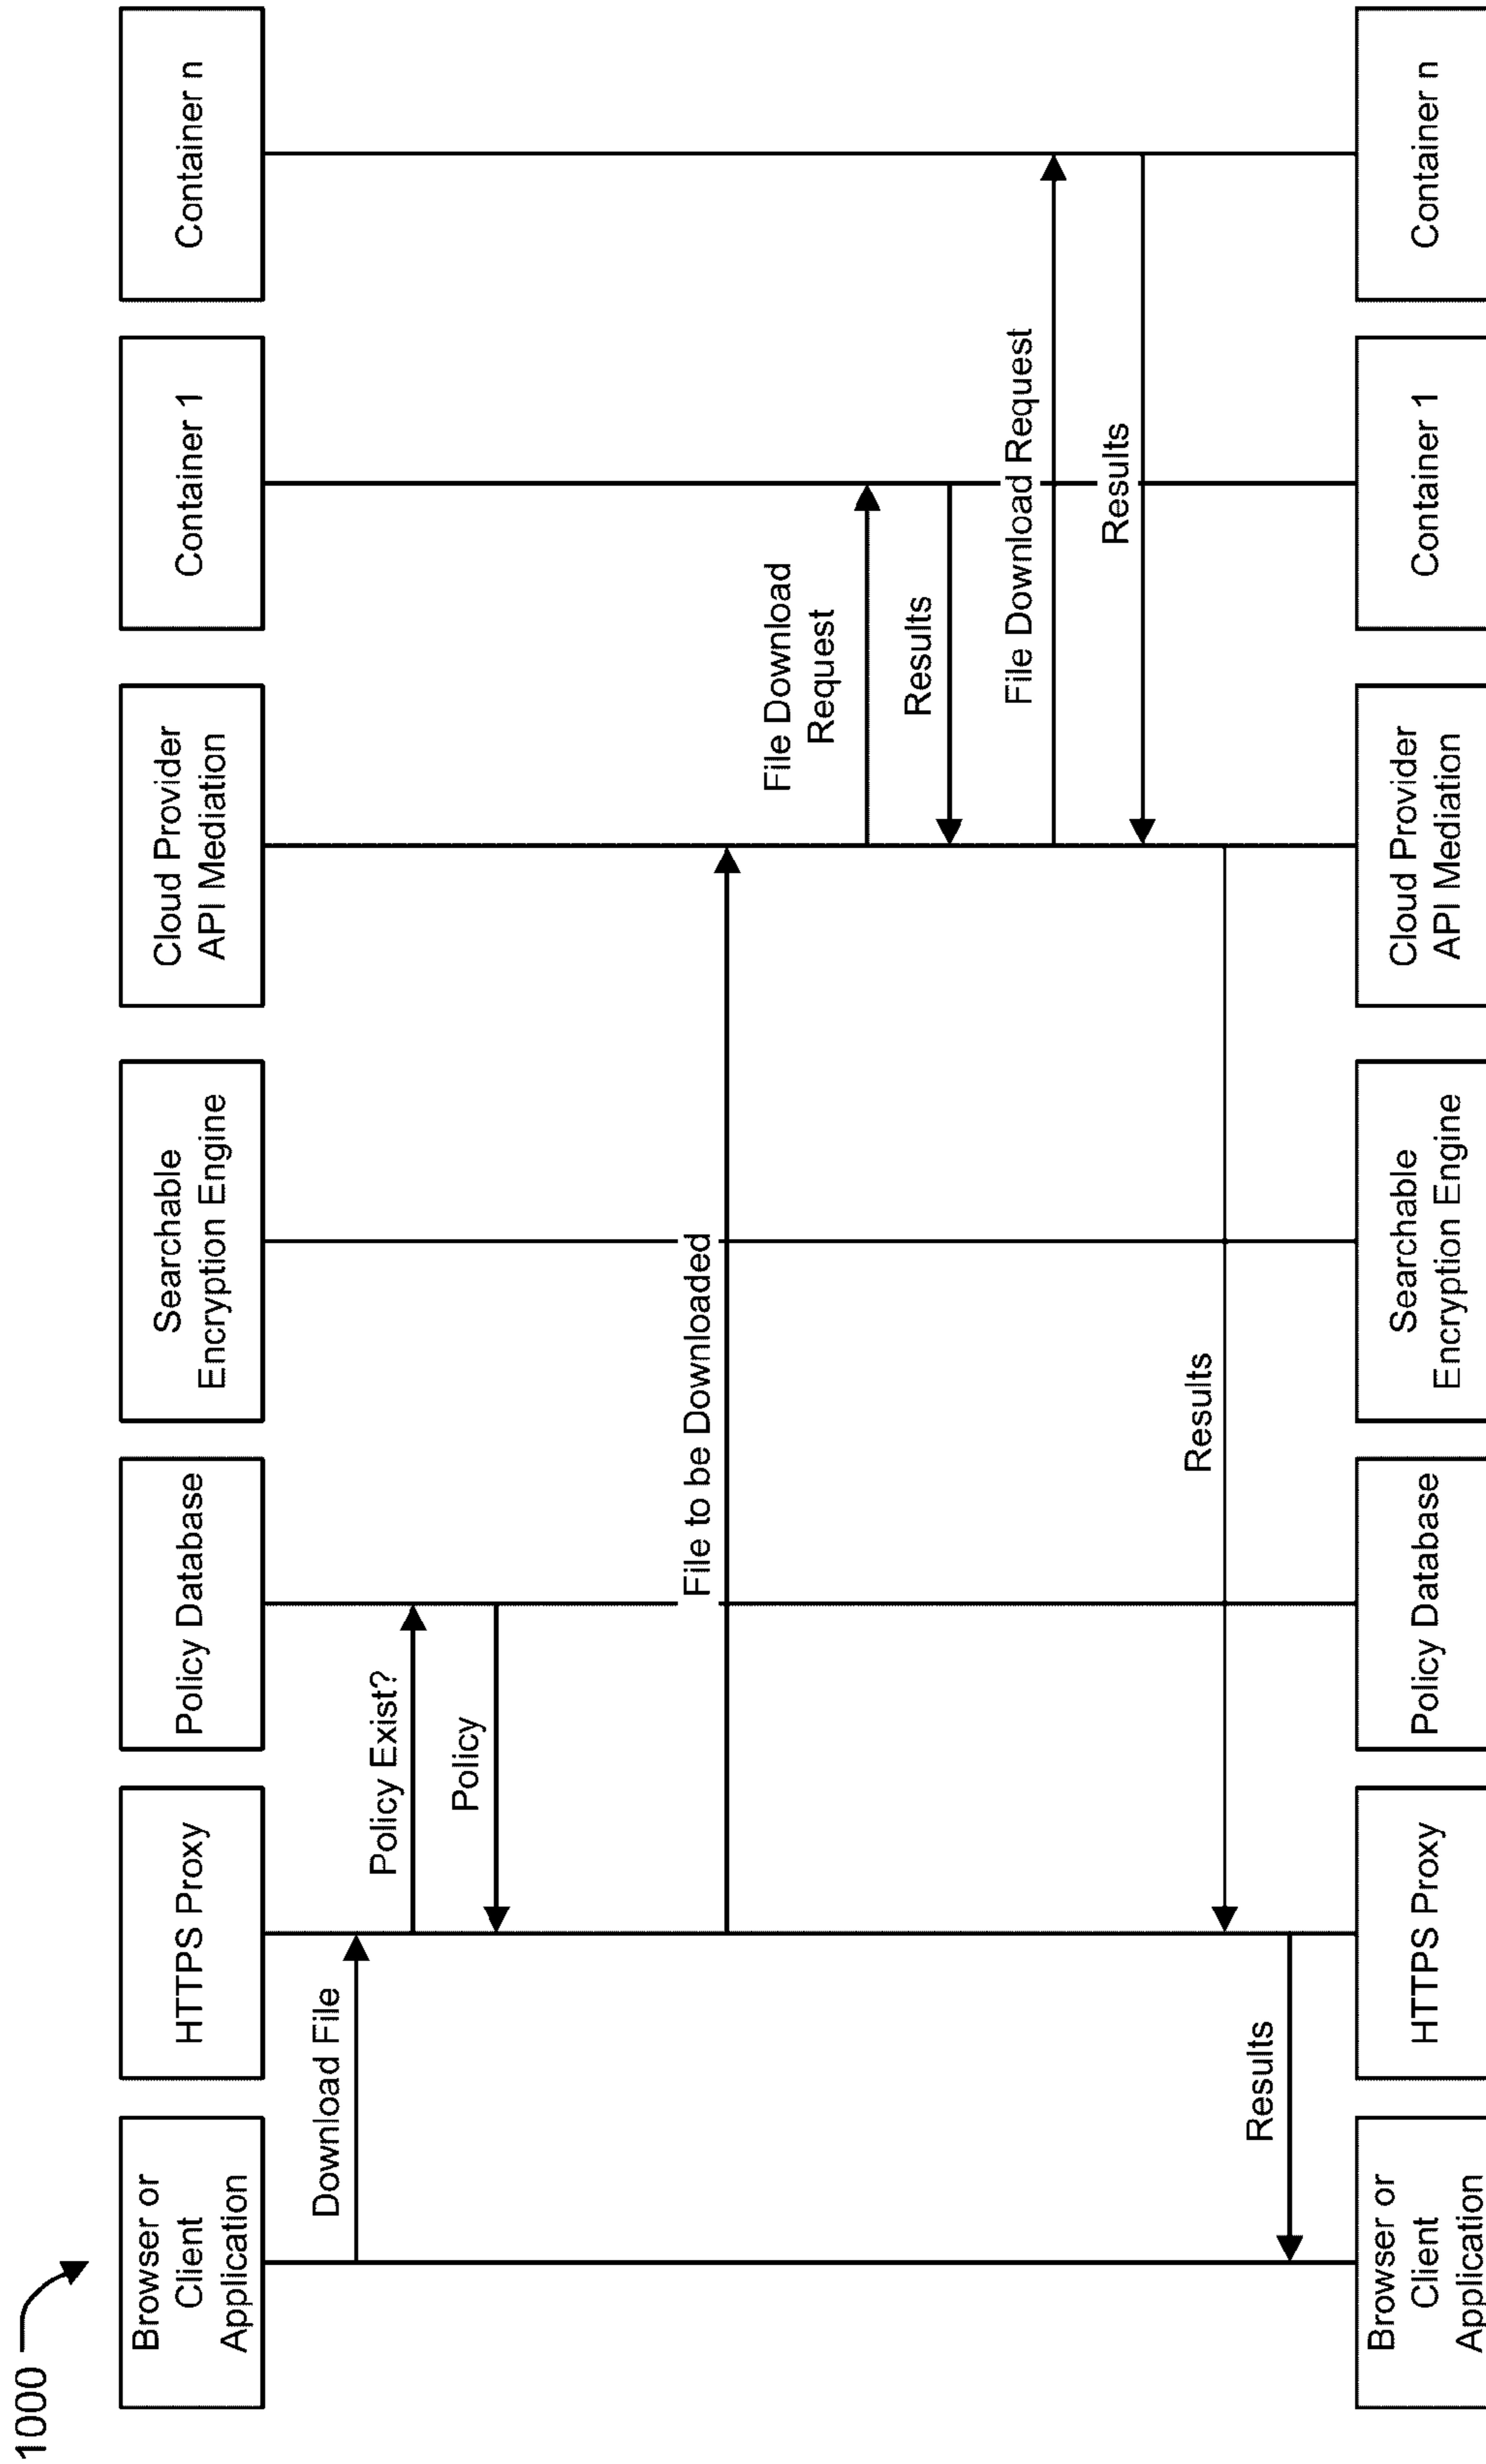 1000
Browser or
Client
Application
HTTPS Proxy
Policy Database
Searchable
Encryption Engine
Cloud Provider
API Mediation
Container 1
Container n
Download File
Policy Exist?
Policy
File to be Downloaded
File Download
Request
Results
File Download Request
Results
Results
Results
Browser or
Client
Application
HTTPS Proxy
Policy Database
Searchable
Encryption Engine
Cloud Provider
API Mediation
Container 1
Container n